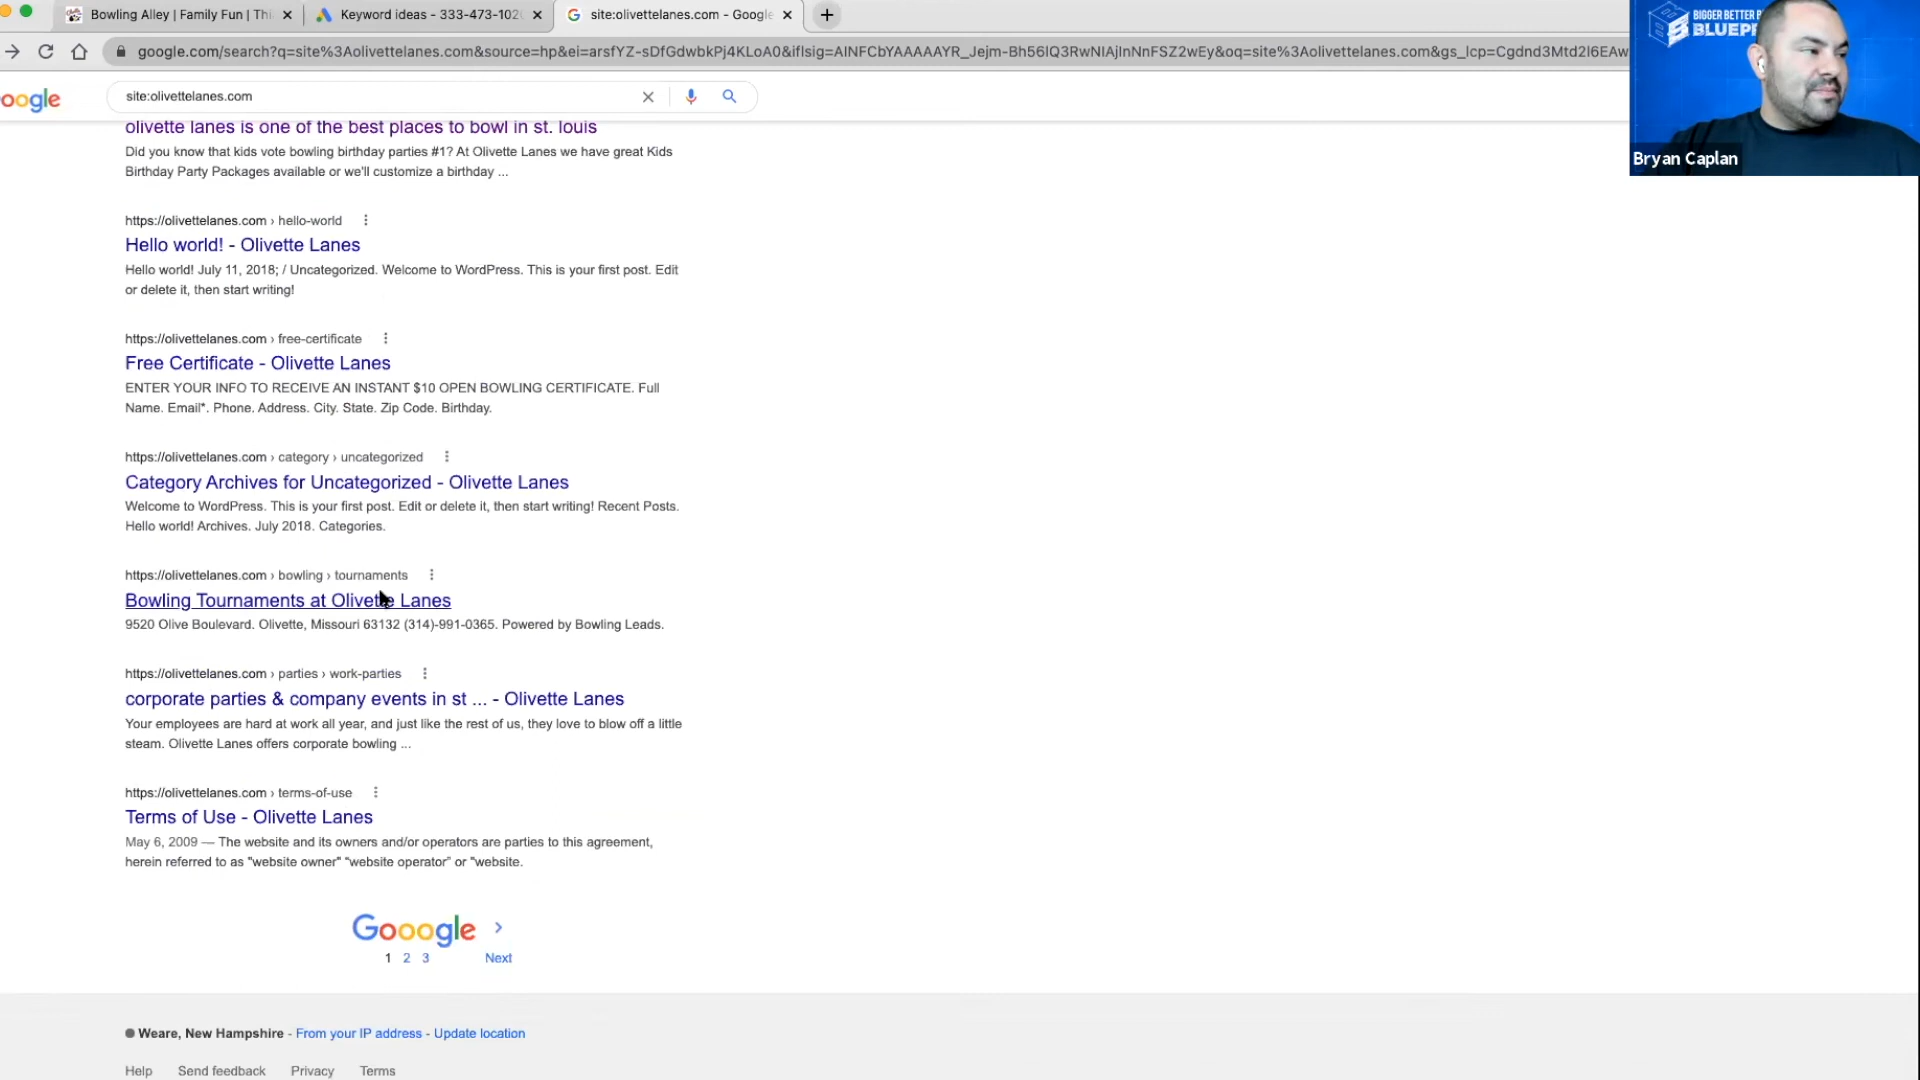 Bowling Alley | Family Fun | Thi
Keyword ideas - 333-473-102
site:olivettelanes.com - Google
google.com/search?q=site%3Aolivettelanes.com&source=hp&ei=arsfYZ-sDfGdwbkPj4KLoA0&iflsig=AINFCbYAAAAAYR_Jejm-Bh56IQ3RwNIAjlnNnFSZ2wEy&oq=site%3Aolivettelanes.com&gs_lcp=Cgdnd3Mtd2l6EAw
BIGGER BETTER
BLUEP
Bryan Caplan
oogle
site:olivettelanes.com
olivette lanes is one of the best places to bowl in st. louis
Did you know that kids vote bowling birthday parties #1? At Olivette Lanes we have great Kids
Birthday Party Packages available or we'll customize a birthday ...
https://olivettelanes.com › hello-world
Hello world! - Olivette Lanes
Hello world! July 11, 2018; / Uncategorized. Welcome to WordPress. This is your first post. Edit
or delete it, then start writing!
https://olivettelanes.com › free-certificate
Free Certificate - Olivette Lanes
ENTER YOUR INFO TO RECEIVE AN INSTANT $10 OPEN BOWLING CERTIFICATE. Full
Name. Email*. Phone. Address. City. State. Zip Code. Birthday.
https://olivettelanes.com › category › uncategorized
Category Archives for Uncategorized - Olivette Lanes
Welcome to WordPress. This is your first post. Edit or delete it, then start writing! Recent Posts.
Hello world! Archives. July 2018. Categories.
https://olivettelanes.com › bowling › tournaments
Bowling Tournaments at Olivette Lanes
9520 Olive Boulevard. Olivette, Missouri 63132 (314)-991-0365. Powered by Bowling Leads.
https://olivettelanes.com › parties › work-parties
corporate parties & company events in st ... - Olivette Lanes
Your employees are hard at work all year, and just like the rest of us, they love to blow off a little
steam. Olivette Lanes offers corporate bowling ...
https://olivettelanes.com › terms-of-use
Terms of Use - Olivette Lanes
May 6, 2009 — The website and its owners and/or operators are parties to this agreement,
herein referred to as "website owner" "website operator" or "website.
Gooogle
1 2 3 Next
Weare, New Hampshire - From your IP address - Update location
Help Send feedback Privacy Terms